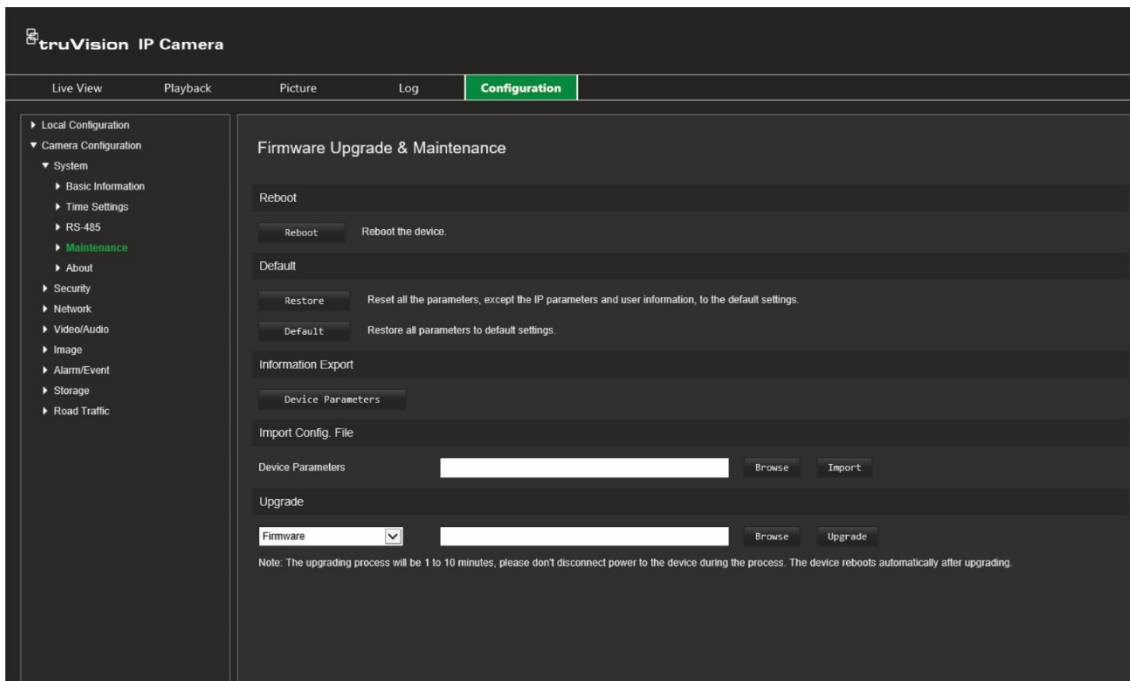 truVision IP Camera
Live View Playback Picture Log Configuration
Local Configuration
Camera Configuration
System
Basic Information
Time Settings
RS-485
Maintenance
About
Security
Network
Video/Audio
Image
Alarm/Event
Storage
Road Traffic
Firmware Upgrade & Maintenance
Reboot
Reboot Reboot the device.
Default
Restore Reset all the parameters, except the IP parameters and user information, to the default settings.
Default Restore all parameters to default settings.
Information Export
Device Parameters
Import Config. File
Device Parameters Browse Import
Upgrade
Firmware Browse Upgrade
Note: The upgrading process will be 1 to 10 minutes, please don't disconnect power to the device during the process. The device reboots automatically after upgrading.